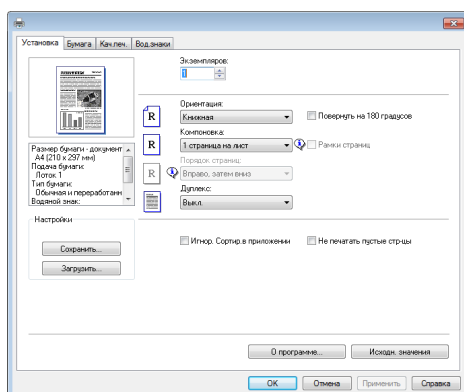 Установка Бумага Кач.печ. Вод.знаки
Экземпляров:
1
Ориентация:
R Книжная Повернуть на 180 градусов
Компоновка:
R 1 страница на лист Рамки страниц
Порядок страниц:
R Вправо, затем вниз
Дуплекс:
Выкл.
Размер бумаги - документ
A4 (210 x 297 мм)
Подача бумаги:
Лоток 1
Тип бумаги:
Обычная и переработанн
Водяной знак:
Настройки
Сохранить...
Загрузить...
Игнор. Сортир.в приложении Не печатать пустые стр-цы
О программе... Исходн. значения
OK Отмена Применить Справка